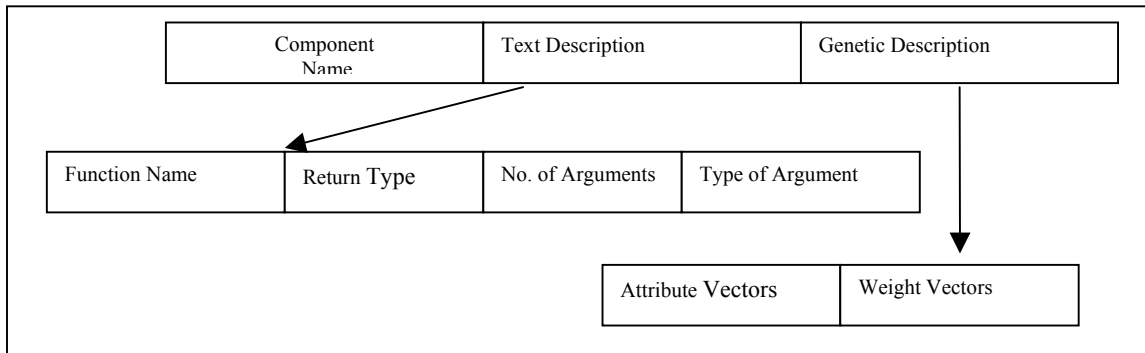 Component Text Description Genetic Description
Name
Function Name Return Type No. of Arguments Type of Argument
Attribute Vectors Weight Vectors